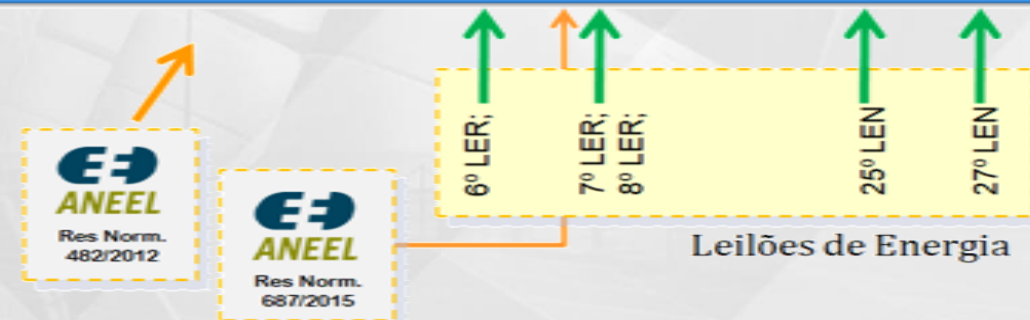 6º LER;
7º LER;
8º LER;
25º LEN
27º LEN
ANEEL
Res Norm.
482/2012
ANEEL
Res Norm.
687/2015
Leilões de Energia